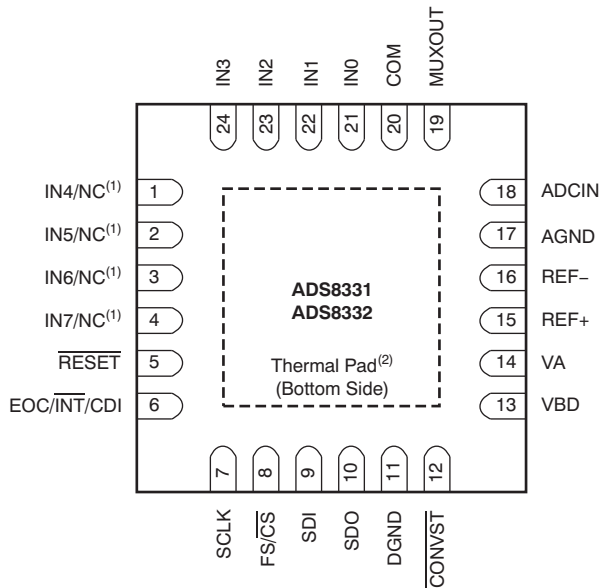 IN3
IN2
IN1
IN0
COM
MUXOUT
24
23
22
21
20
19
IN4/NC(1) 1
IN5/NC(1) 2
IN6/NC(1) 3
IN7/NC(1) 4
RESET 5
EOC/INT/CDI 6
18 ADCIN
17 AGND
16 REF−
15 REF+
14 VA
13 VBD
ADS8331
ADS8332
Thermal Pad(2)
(Bottom Side)
7
8
9
10
11
12
SCLK
FS/CS
SDI
SDO
DGND
CONVST